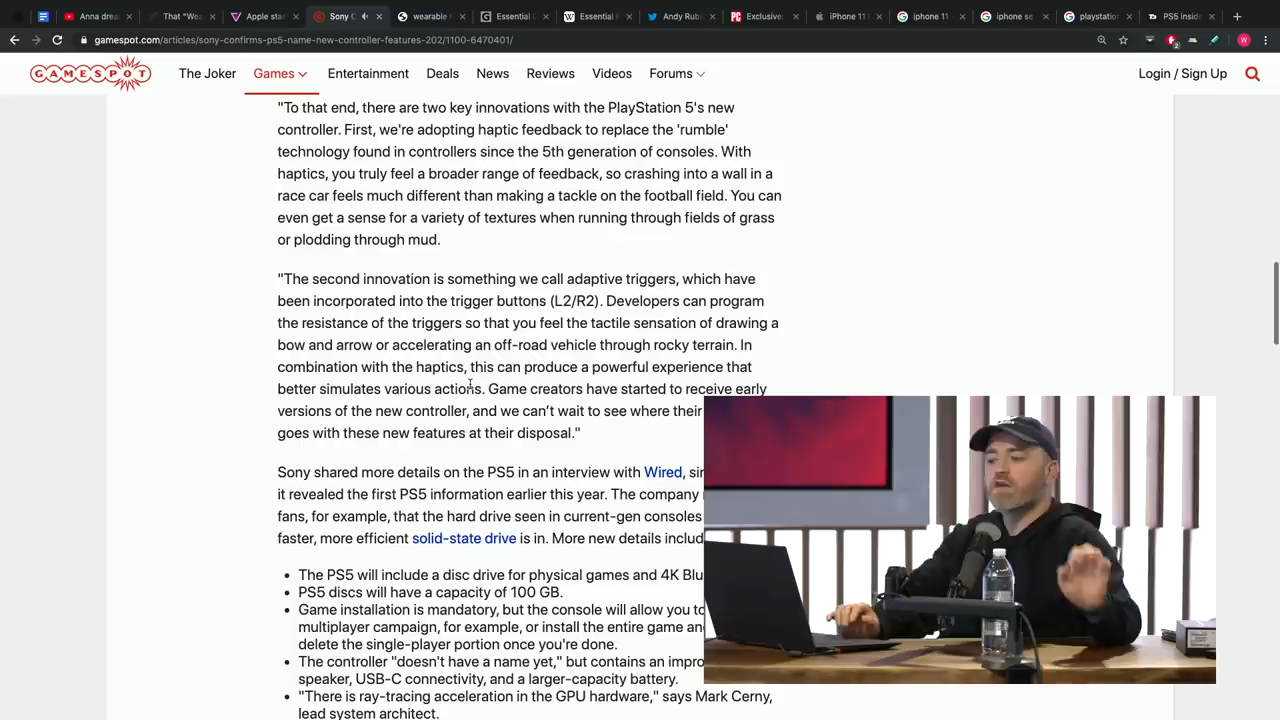 Anna drea
That "Wea
Apple star
Sony C
wearable f
Essential D
Essential P
Andy Rubi
Exclusive:
iPhone 11
iphone 11
iphone se
playstation
PS5 inside
gamespot.com/articles/sony-confirms-ps5-name-new-controller-features-202/1100-6470401/
GAMESPOT
The Joker
Games
Entertainment
Deals
News
Reviews
Videos
Forums
Login / Sign Up
"To that end, there are two key innovations with the PlayStation 5's new
controller. First, we're adopting haptic feedback to replace the 'rumble'
technology found in controllers since the 5th generation of consoles. With
haptics, you truly feel a broader range of feedback, so crashing into a wall in a
race car feels much different than making a tackle on the football field. You can
even get a sense for a variety of textures when running through fields of grass
or plodding through mud.
"The second innovation is something we call adaptive triggers, which have
been incorporated into the trigger buttons (L2/R2). Developers can program
the resistance of the triggers so that you feel the tactile sensation of drawing a
bow and arrow or accelerating an off-road vehicle through rocky terrain. In
combination with the haptics, this can produce a powerful experience that
better simulates various actions. Game creators have started to receive early
versions of the new controller, and we can't wait to see where their
goes with these new features at their disposal."
Sony shared more details on the PS5 in an interview with Wired, sin
it revealed the first PS5 information earlier this year. The company
fans, for example, that the hard drive seen in current-gen consoles
faster, more efficient solid-state drive is in. More new details includ
The PS5 will include a disc drive for physical games and 4K Blu
PS5 discs will have a capacity of 100 GB.
Game installation is mandatory, but the console will allow you to
multiplayer campaign, for example, or install the entire game and
delete the single-player portion once you're done.
The controller "doesn't have a name yet," but contains an impro
speaker, USB-C connectivity, and a larger-capacity battery.
"There is ray-tracing acceleration in the GPU hardware," says Mark Cerny,
lead system architect.